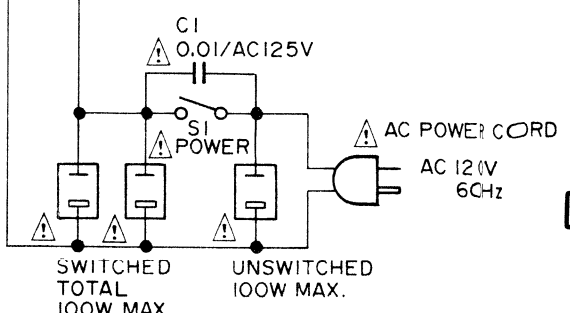 C1
0.01/AC125V
S1
POWER
AC POWER CORD
AC 120V
60Hz
SWITCHED
TOTAL
100W MAX
UNSWITCHED
100W MAX.